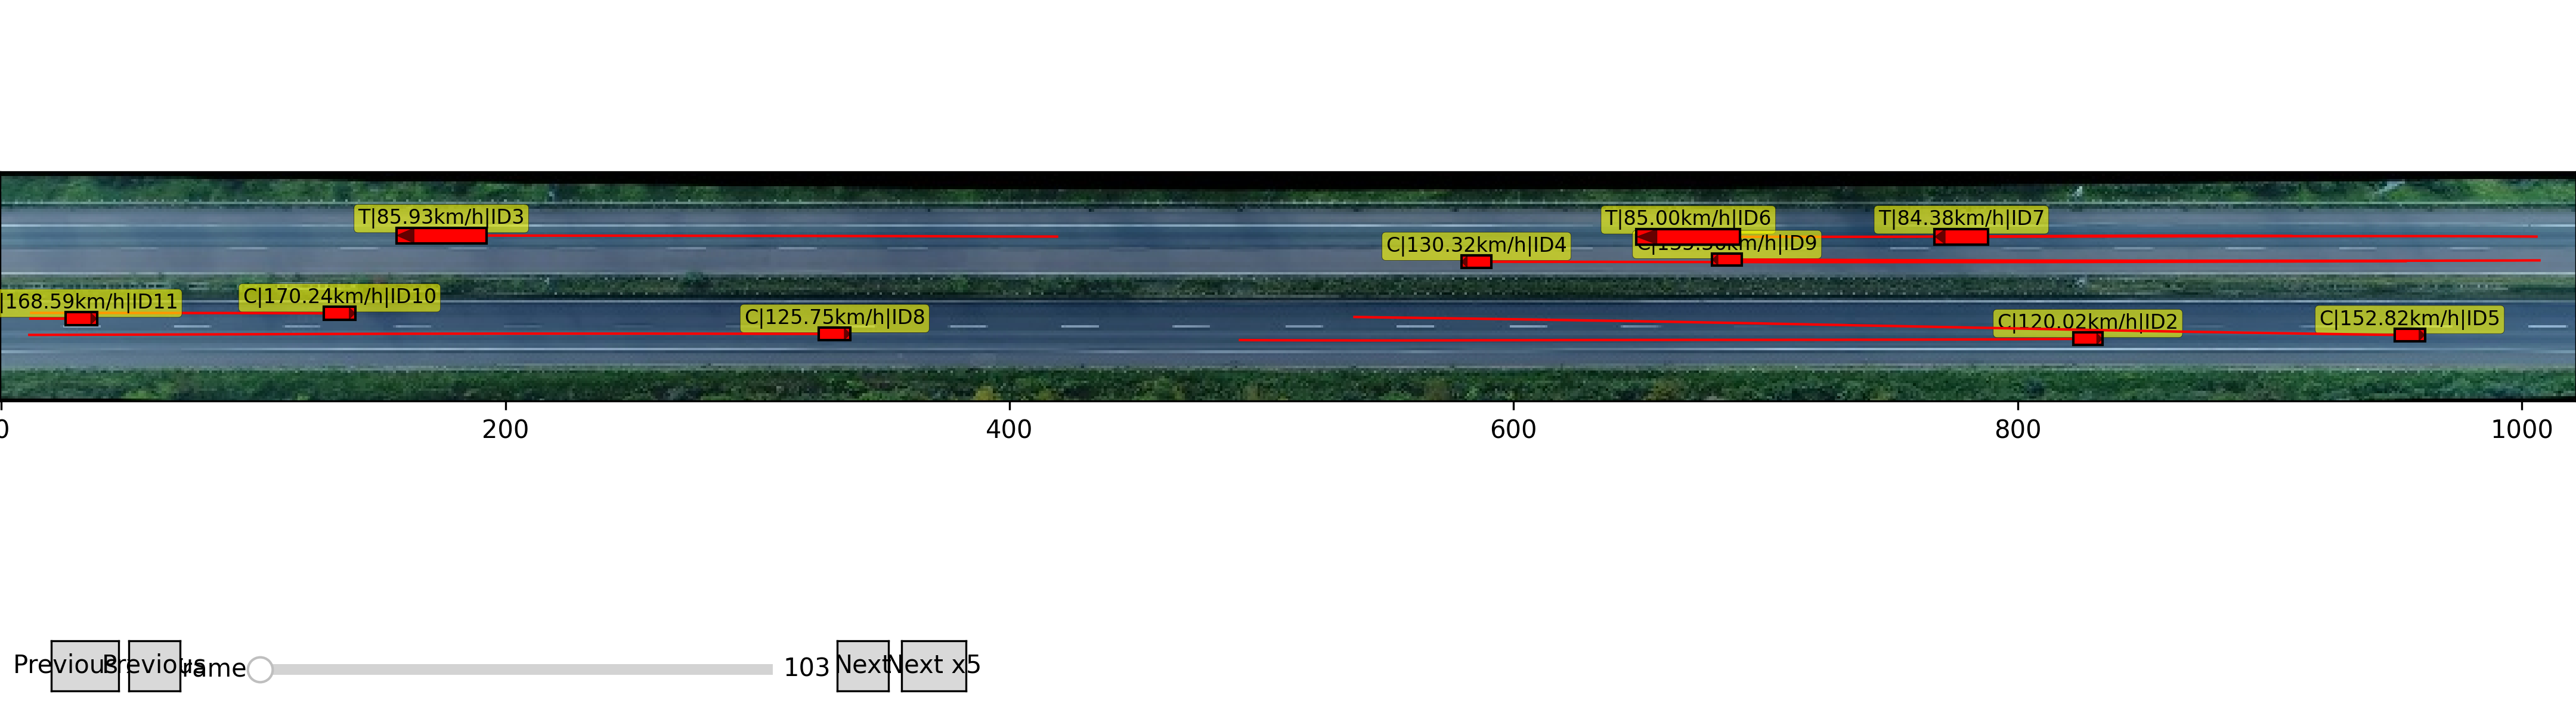 T|85.93km/h|ID3
T|85.00km/h|ID6
T|84.38km/h|ID7
C|130.32km/h|ID4
km/h|ID9
|168.59km/h|ID11
C|170.24km/h|ID10
C|125.75km/h|ID8
C|120.02km/h|ID2
C|152.82km/h|ID5
0 200 400 600 800 1000
Previous Previous rame 103 Next Next x5